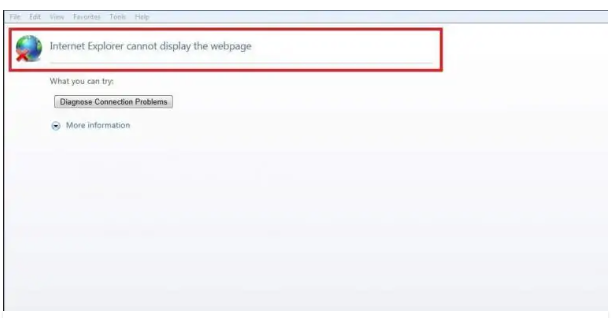 File Edit View Favorites Tools Help
Internet Explorer cannot display the webpage
What you can try:
Diagnose Connection Problems
More information